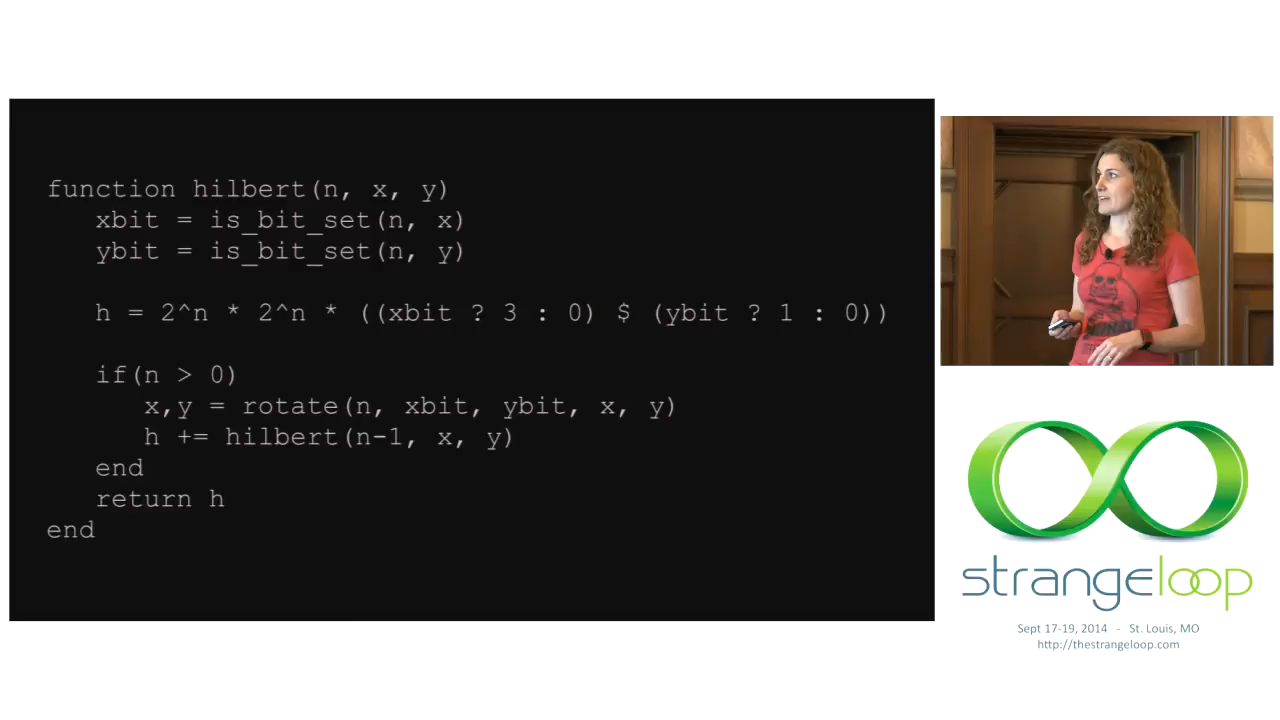 function hilbert(n, x, y)
xbit = is_bit_set(n, x)
ybit = is_bit_set(n, y)
h = 2^n * 2^n * ((xbit ? 3 : 0) $ (ybit ? 1 : 0))
if(n > 0)
x,y = rotate(n, xbit, ybit, x, y)
h += hilbert(n-1, x, y)
end
return h
end
strangeloop
Sept 17-19, 2014 - St. Louis, MO
http://thestrangeloop.com